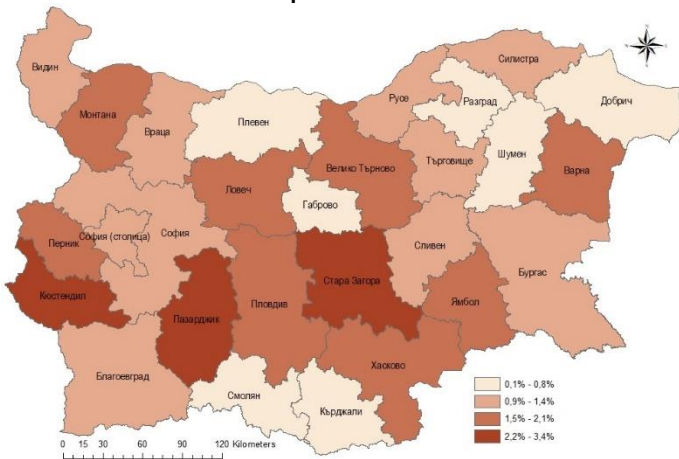 Видин
Монтана
Враца
Плевен
Русе
Силистра
Разград
Добрич
Шумен
Варна
Търговище
Велико Търново
Ловеч
Габрово
София (столица)
София
Перник
Кюстендил
Пазарджик
Пловдив
Стара Загора
Сливен
Ямбол
Бургас
Хасково
Благоевград
Смолян
Кърджали
0,1% - 0,8%
0,9% - 1,4%
1,5% - 2,1%
2,2% - 3,4%
0 15 30 60 90 120 Kilometers